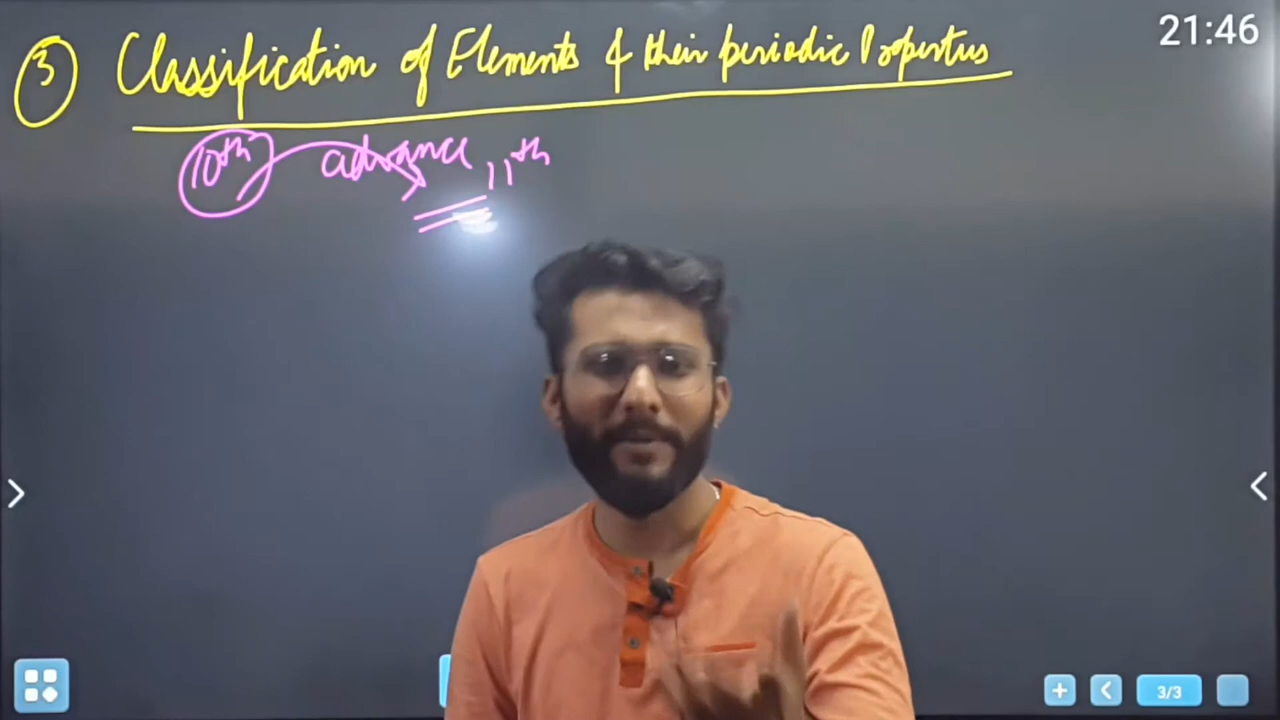 21:46
③ Classification of Elements & their periodic Properties
10th advance 11th
3/3